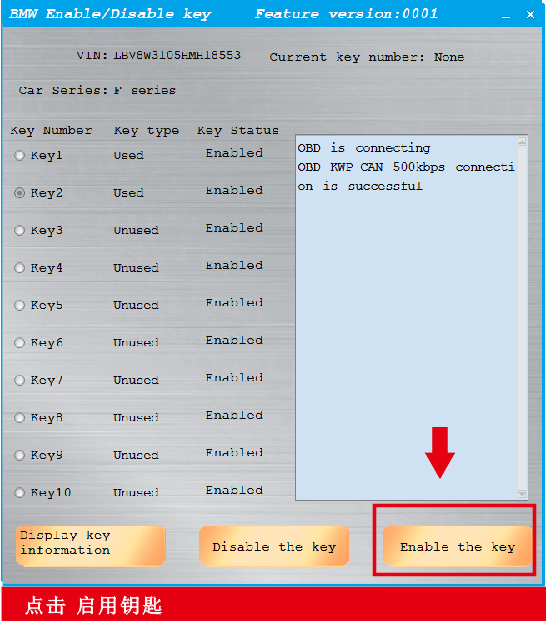 BMW Enable/Disable key Feature version:0001
VIN: LBV8W3105HMH18553 Current key number: None
Car Series: F series
Key Number Key type Key Status
Key1 Used Enabled
Key2 Used Enabled
Key3 Unused Enabled
Key4 Unused Enabled
Key5 Unused Enabled
Key6 Unused Enabled
Key7 Unused Enabled
Key8 Unused Enabled
Key9 Unused Enabled
Key10 Unused Enabled
OBD is connecting
OBD KWP CAN 500kbps connecti
on is successful
Display key
information
Disable the key
Enable the key
点击 启用钥匙